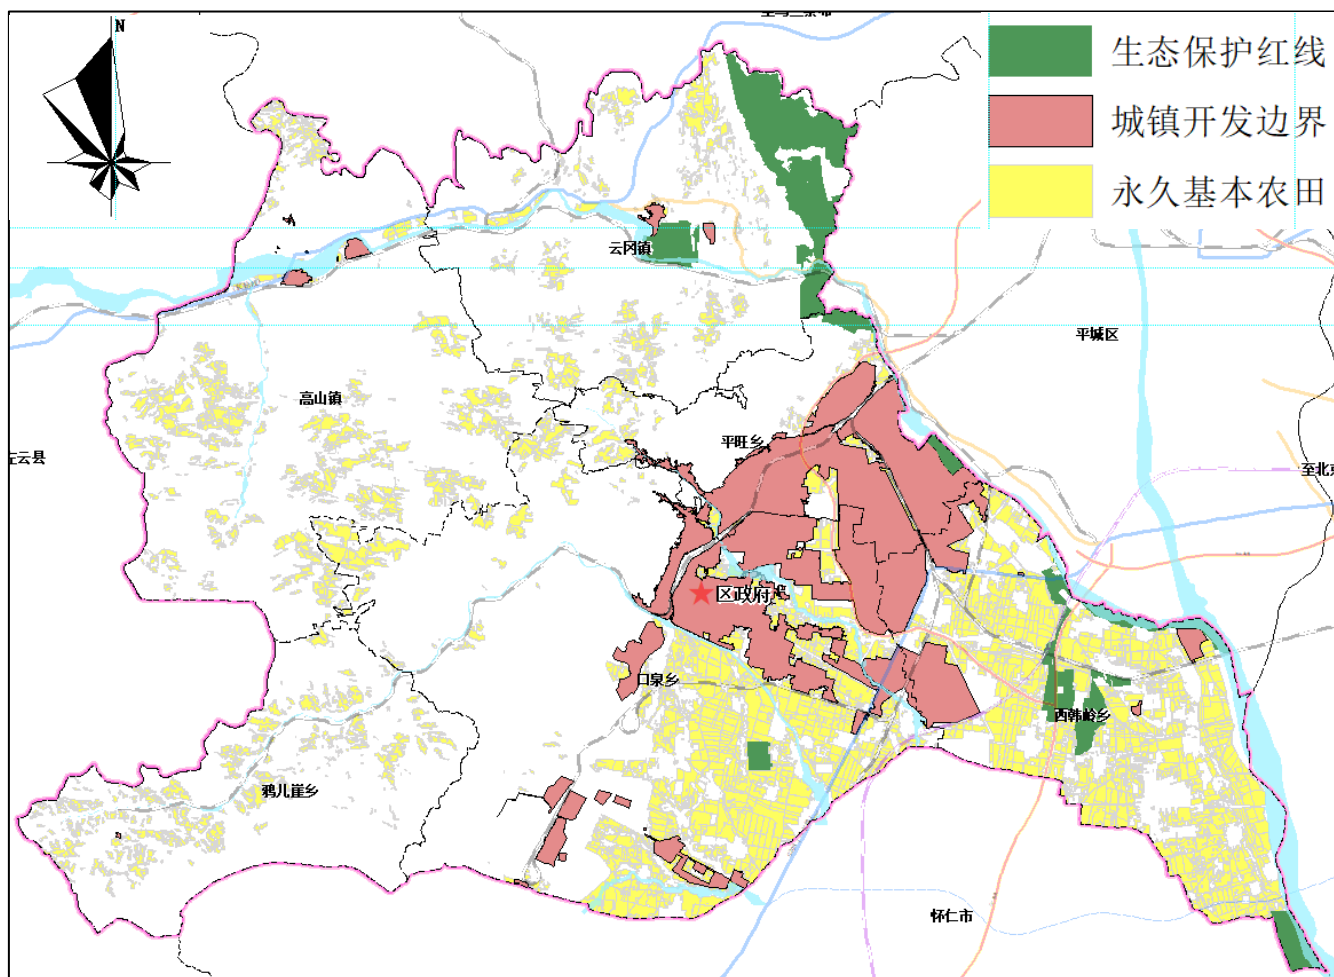 N
生态保护红线
城镇开发边界
永久基本农田
云冈镇
平城区
高山镇
平旺乡
左云县
至北京
区政府
口泉乡
西韩岭乡
鸦儿崖乡
怀仁市